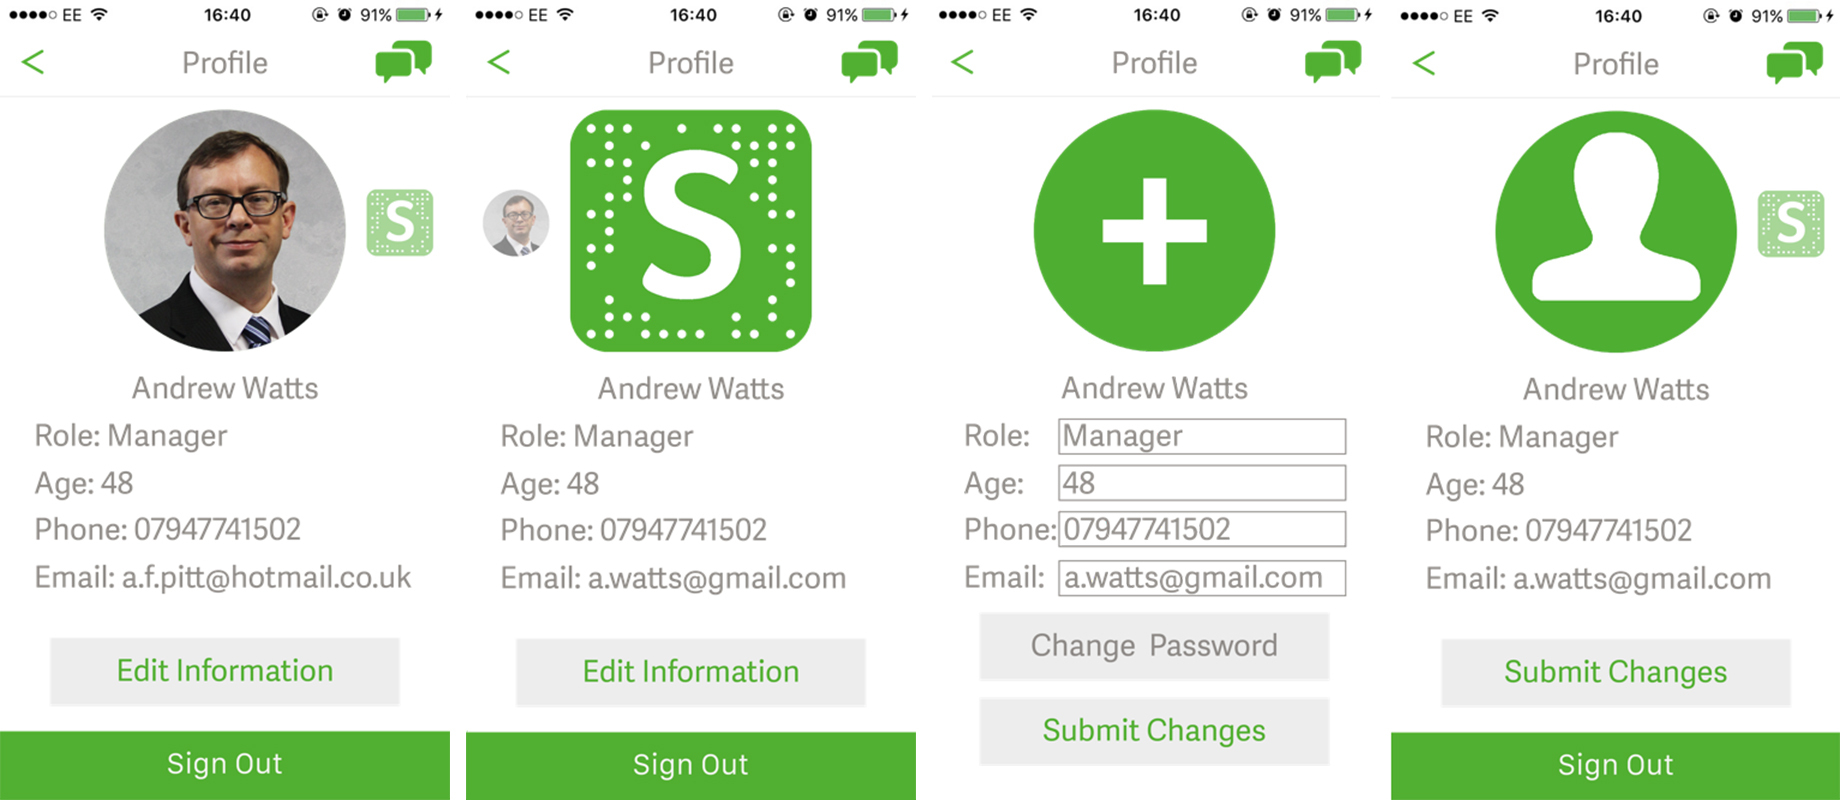 EE 16:40 91%
Profile
S
Andrew Watts
Role: Manager
Age: 48
Phone: 07947741502
Email: a.f.pitt@hotmail.co.uk
Edit Information
Sign Out
EE 16:40 91%
Profile
S
Andrew Watts
Role: Manager
Age: 48
Phone: 07947741502
Email: a.watts@gmail.com
Edit Information
Sign Out
EE 16:40 91%
Profile
Andrew Watts
Role: Manager
Age: 48
Phone: 07947741502
Email: a.watts@gmail.com
Change Password
Submit Changes
EE 16:40 91%
Profile
S
Andrew Watts
Role: Manager
Age: 48
Phone: 07947741502
Email: a.watts@gmail.com
Submit Changes
Sign Out